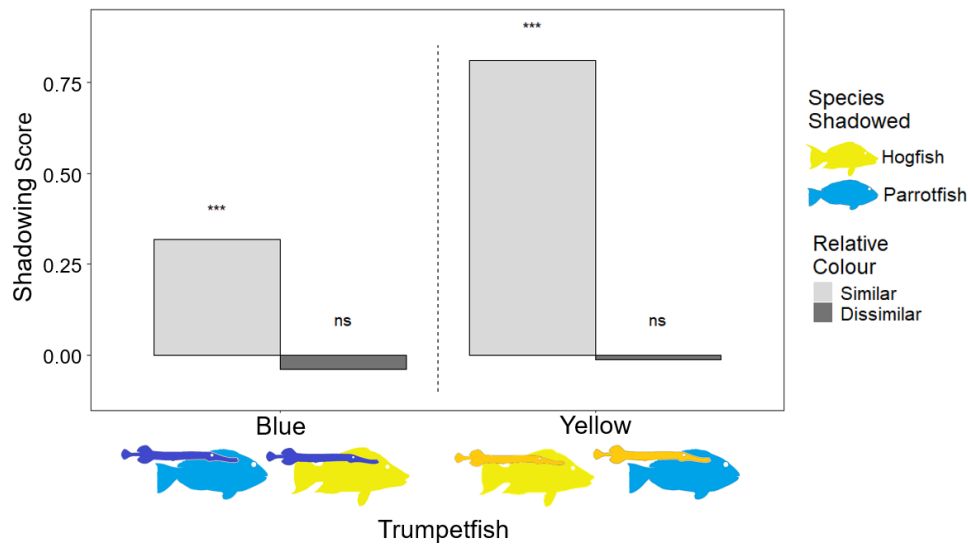 ***
***
0.75
0.50
0.25
0.00
ns
ns
Shadowing Score
Blue
Yellow
Trumpetfish
Species
Shadowed
Hogfish
Parrotfish
Relative
Colour
Similar
Dissimilar